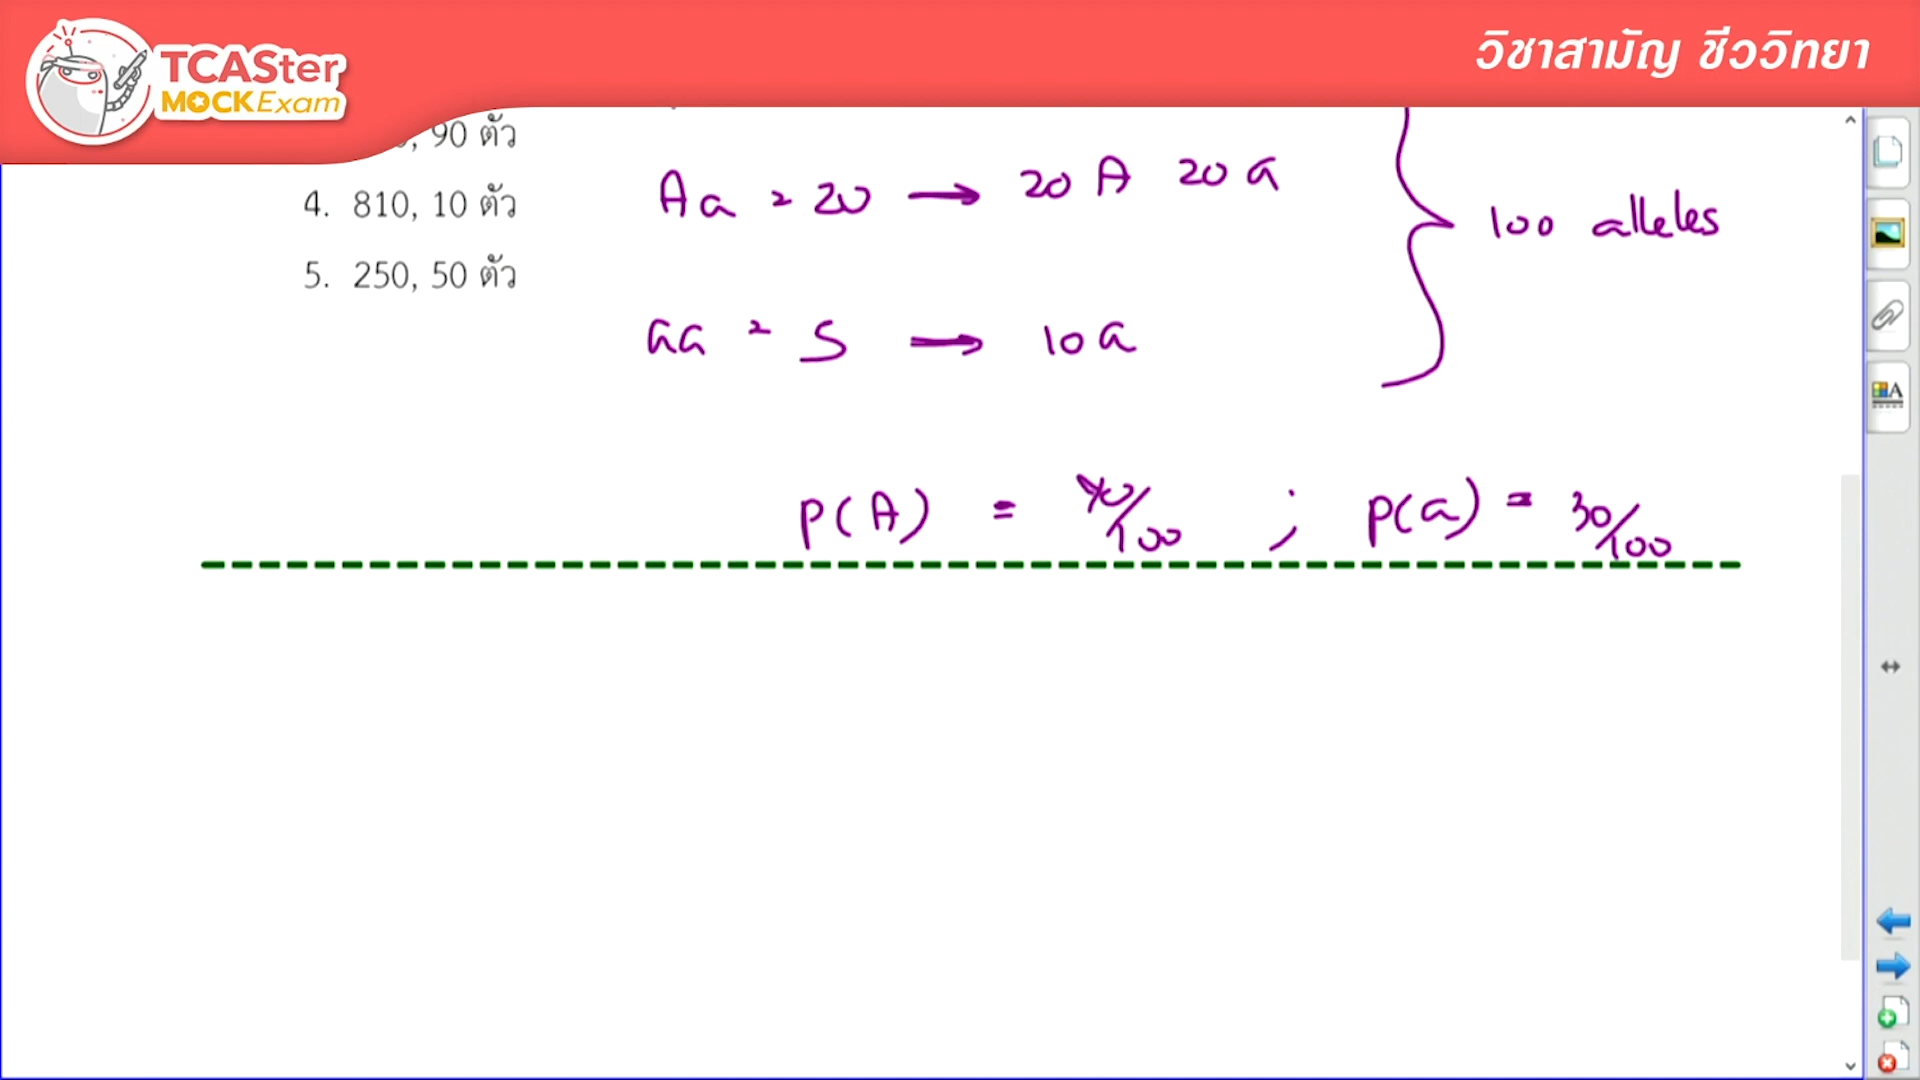 TCASter
MOCK Exam
วิชาสามัญ ชีววิทยา
, 90 ตัว
4. 810, 10 ตัว
5. 250, 50 ตัว
Aa = 20 → 20 A 20 a
100 alleles
aa = 5 → 10 a
P(A) = 70/100 ; P(a) = 30/100